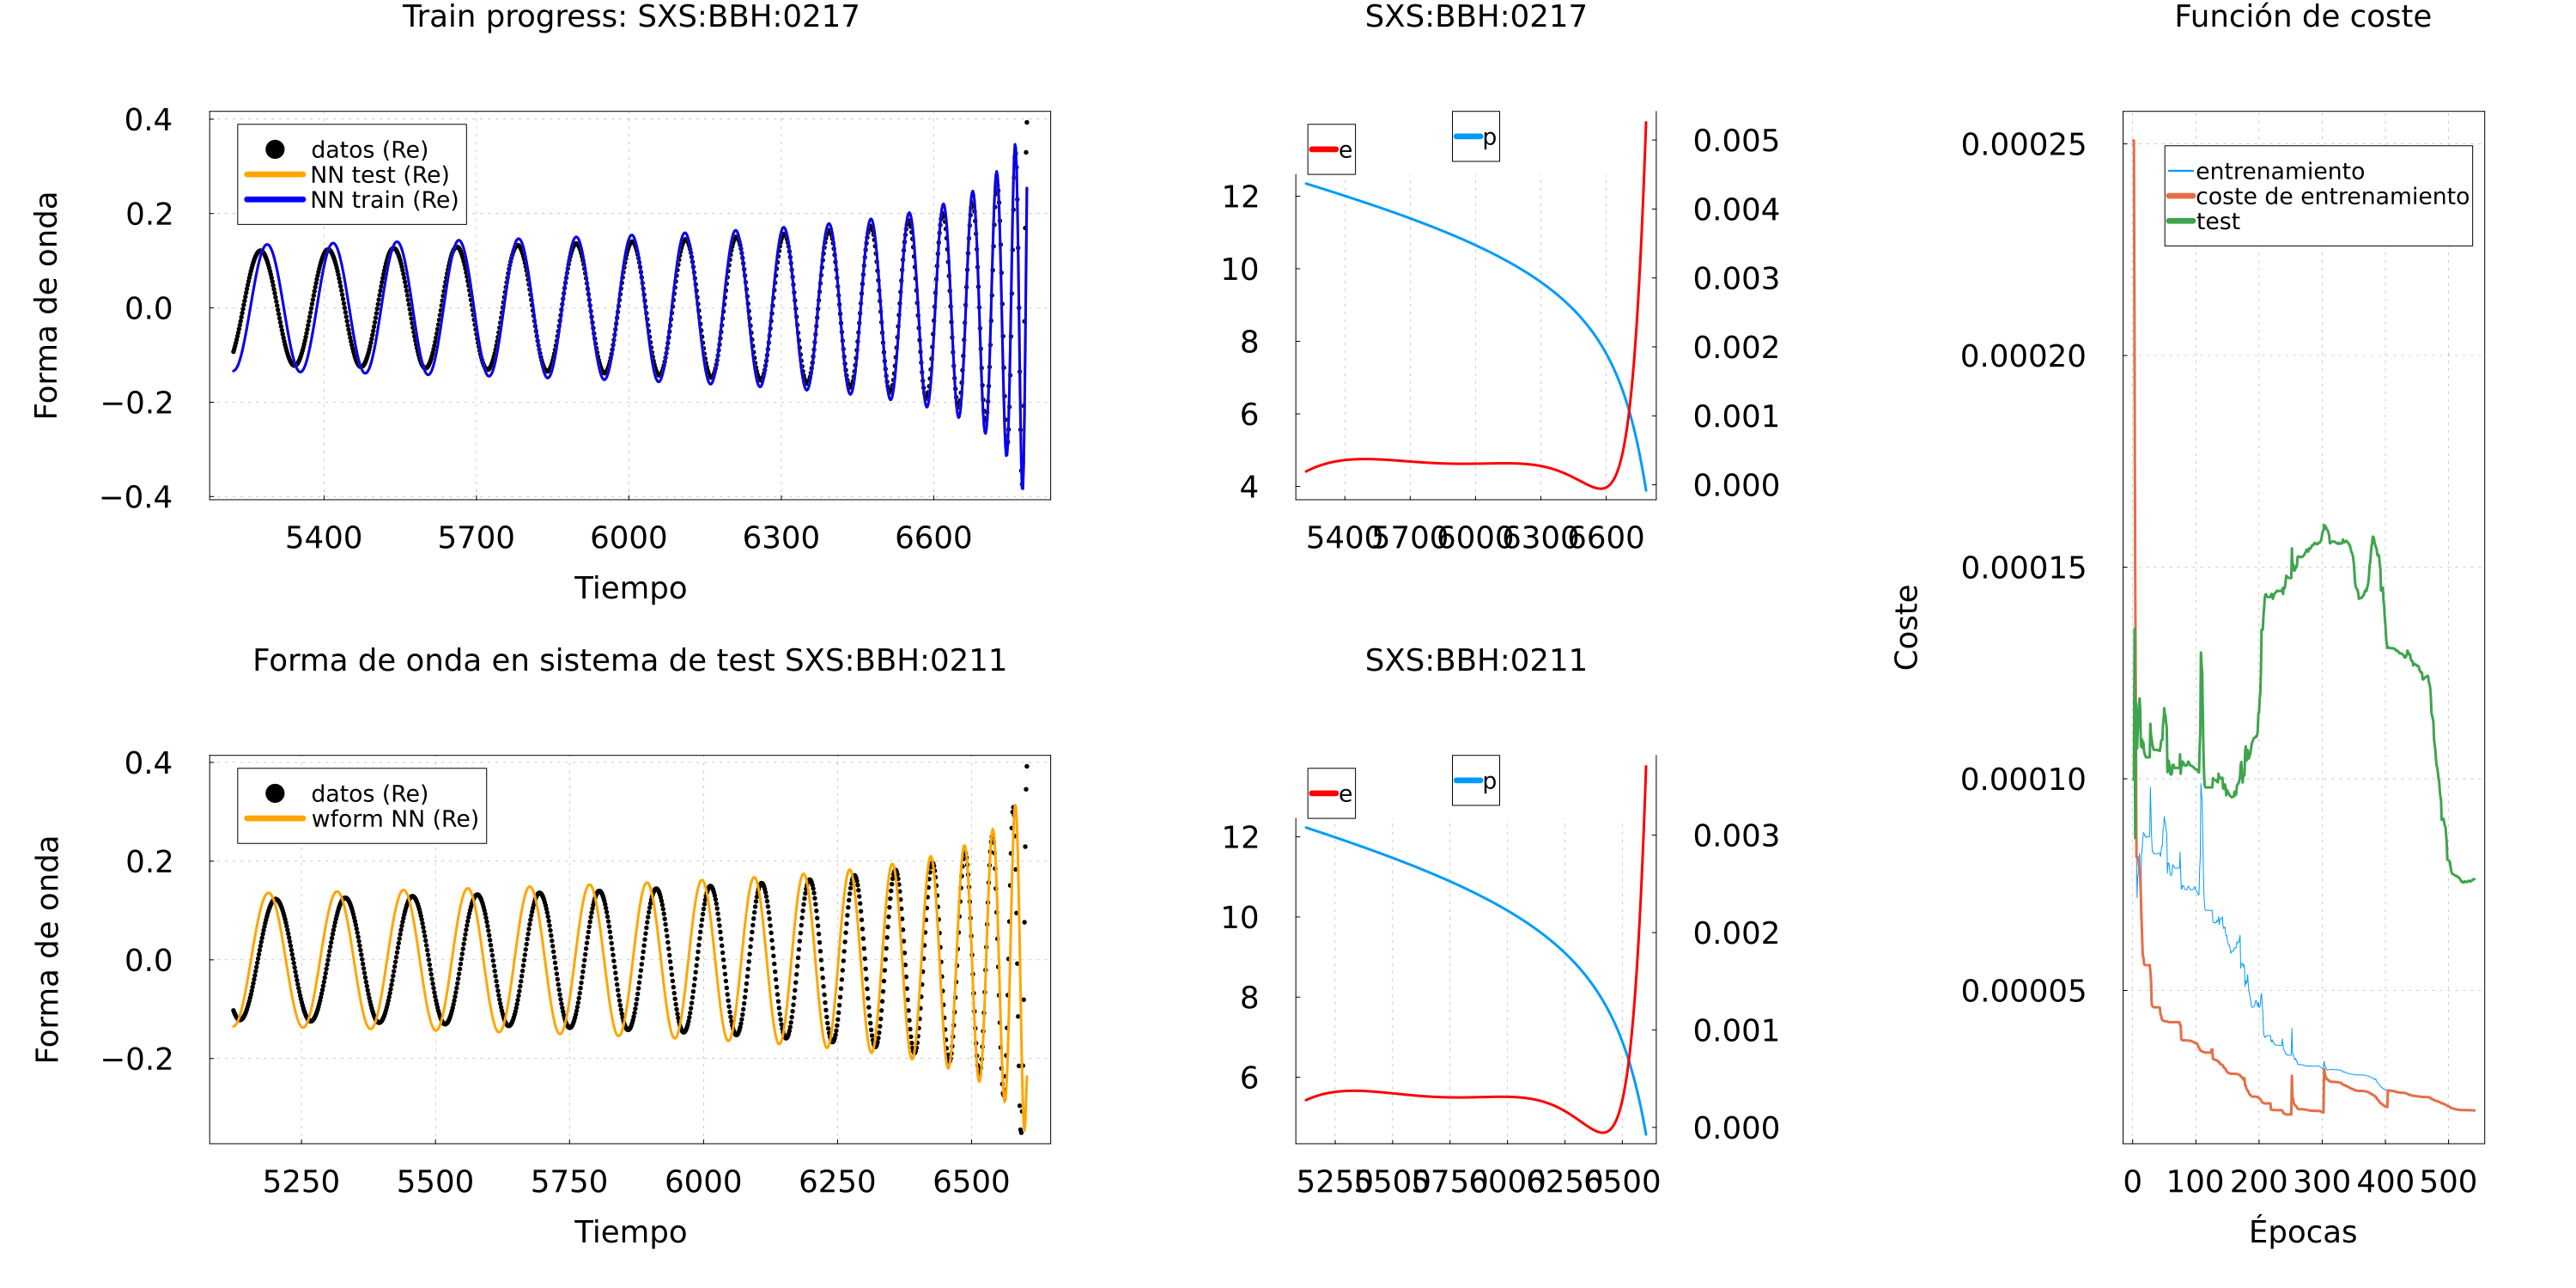 Train progress: SXS:BBH:0217
SXS:BBH:0217
Función de coste
Forma de onda
0.4
0.2
0.0
−0.2
−0.4
datos (Re)
NN test (Re)
NN train (Re)
5400 5700 6000 6300 6600
Tiempo
e
p
12
10
8
6
4
0.005
0.004
0.003
0.002
0.001
0.000
5400 5700 6000 6300 6600
Forma de onda en sistema de test SXS:BBH:0211
SXS:BBH:0211
Forma de onda
0.4
0.2
0.0
−0.2
datos (Re)
wform NN (Re)
5250 5500 5750 6000 6250 6500
Tiempo
e
p
12
10
8
6
0.003
0.002
0.001
0.000
5250 5500 5750 6000 6250 6500
Coste
0.00025
0.00020
0.00015
0.00010
0.00005
entrenamiento
coste de entrenamiento
test
0 100 200 300 400 500
Épocas